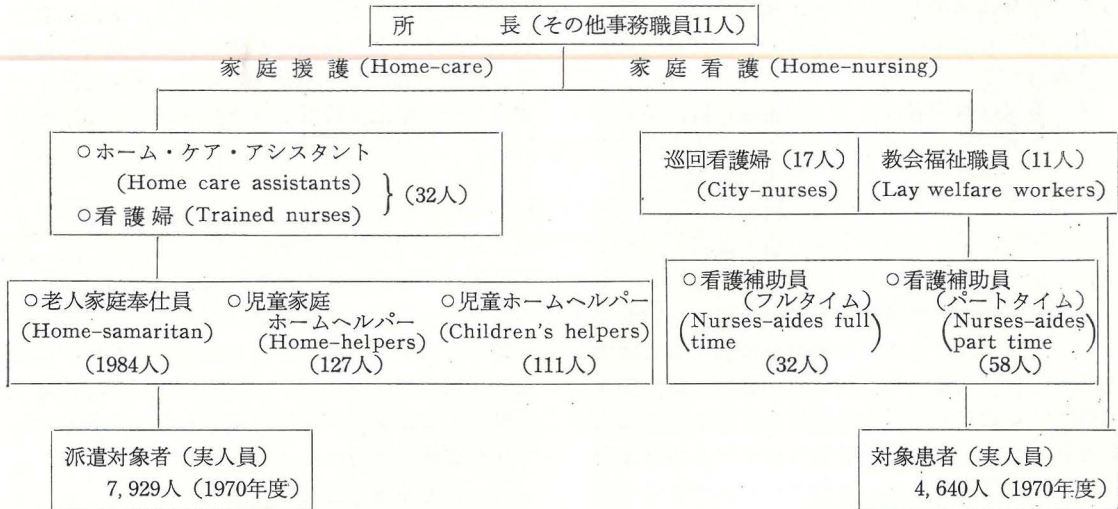 所　　長 (その他事務職員11人)
家庭援護 (Home-care)
家庭看護 (Home-nursing)
○ホーム・ケア・アシスタント
(Home care assistants)
○看護婦 (Trained nurses)
} (32人)
巡回看護婦 (17人)
(City-nurses)
教会福祉職員 (11人)
(Lay welfare workers)
○老人家庭奉仕員
(Home-samaritan)
(1984人)
○児童家庭
ホームヘルパー
(Home-helpers)
(127人)
○児童ホームヘルパー
(Children's helpers)
(111人)
○看護補助員
(フルタイム)
(Nurses-aides full
time)
(32人)
○看護補助員
(パートタイム)
(Nurses-aides
part time)
(58人)
派遣対象者 (実人員)
7,929人 (1970年度)
対象患者 (実人員)
4,640人 (1970年度)